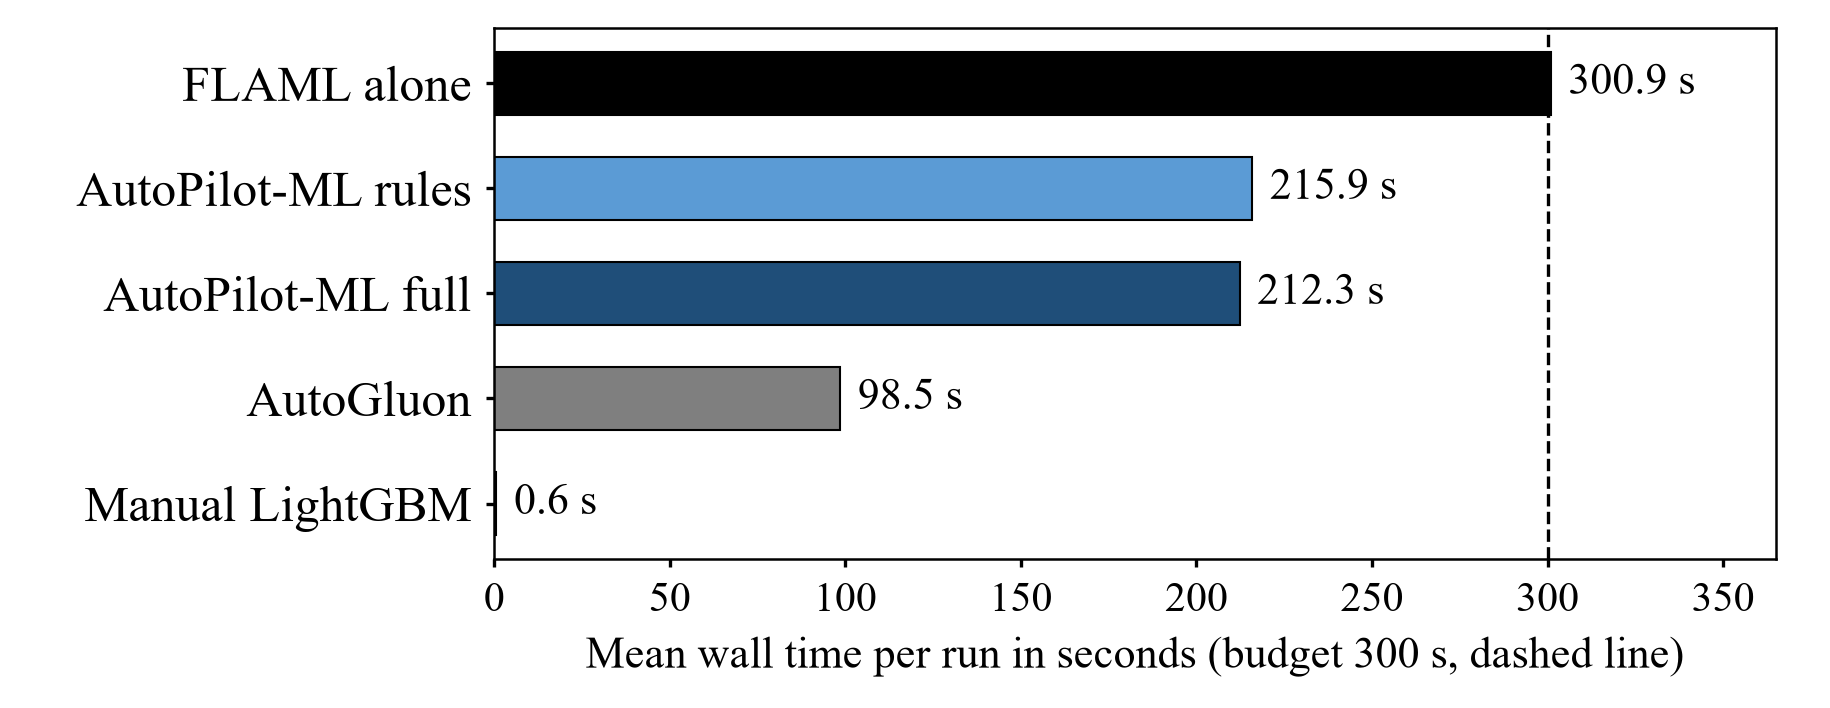 FLAML alone
300.9 s
AutoPilot-ML rules
215.9 s
AutoPilot-ML full
212.3 s
AutoGluon
98.5 s
Manual LightGBM
0.6 s
0 50 100 150 200 250 300 350
Mean wall time per run in seconds (budget 300 s, dashed line)